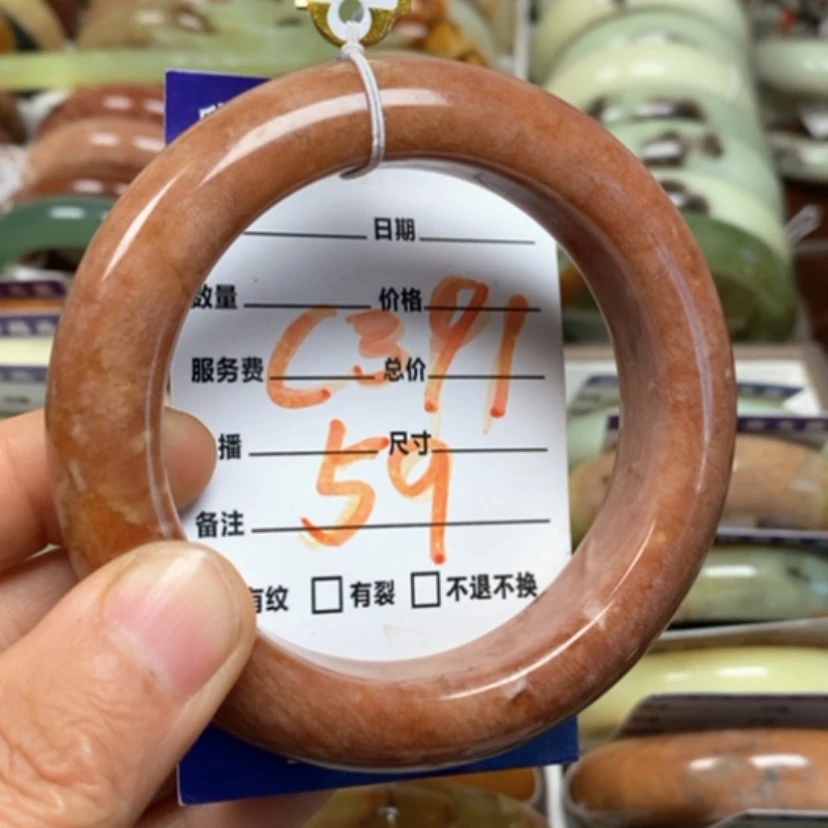 日期
数量 价格
服务费 总价
播 尺寸
备注
有纹 有裂 不退不换
C391
59